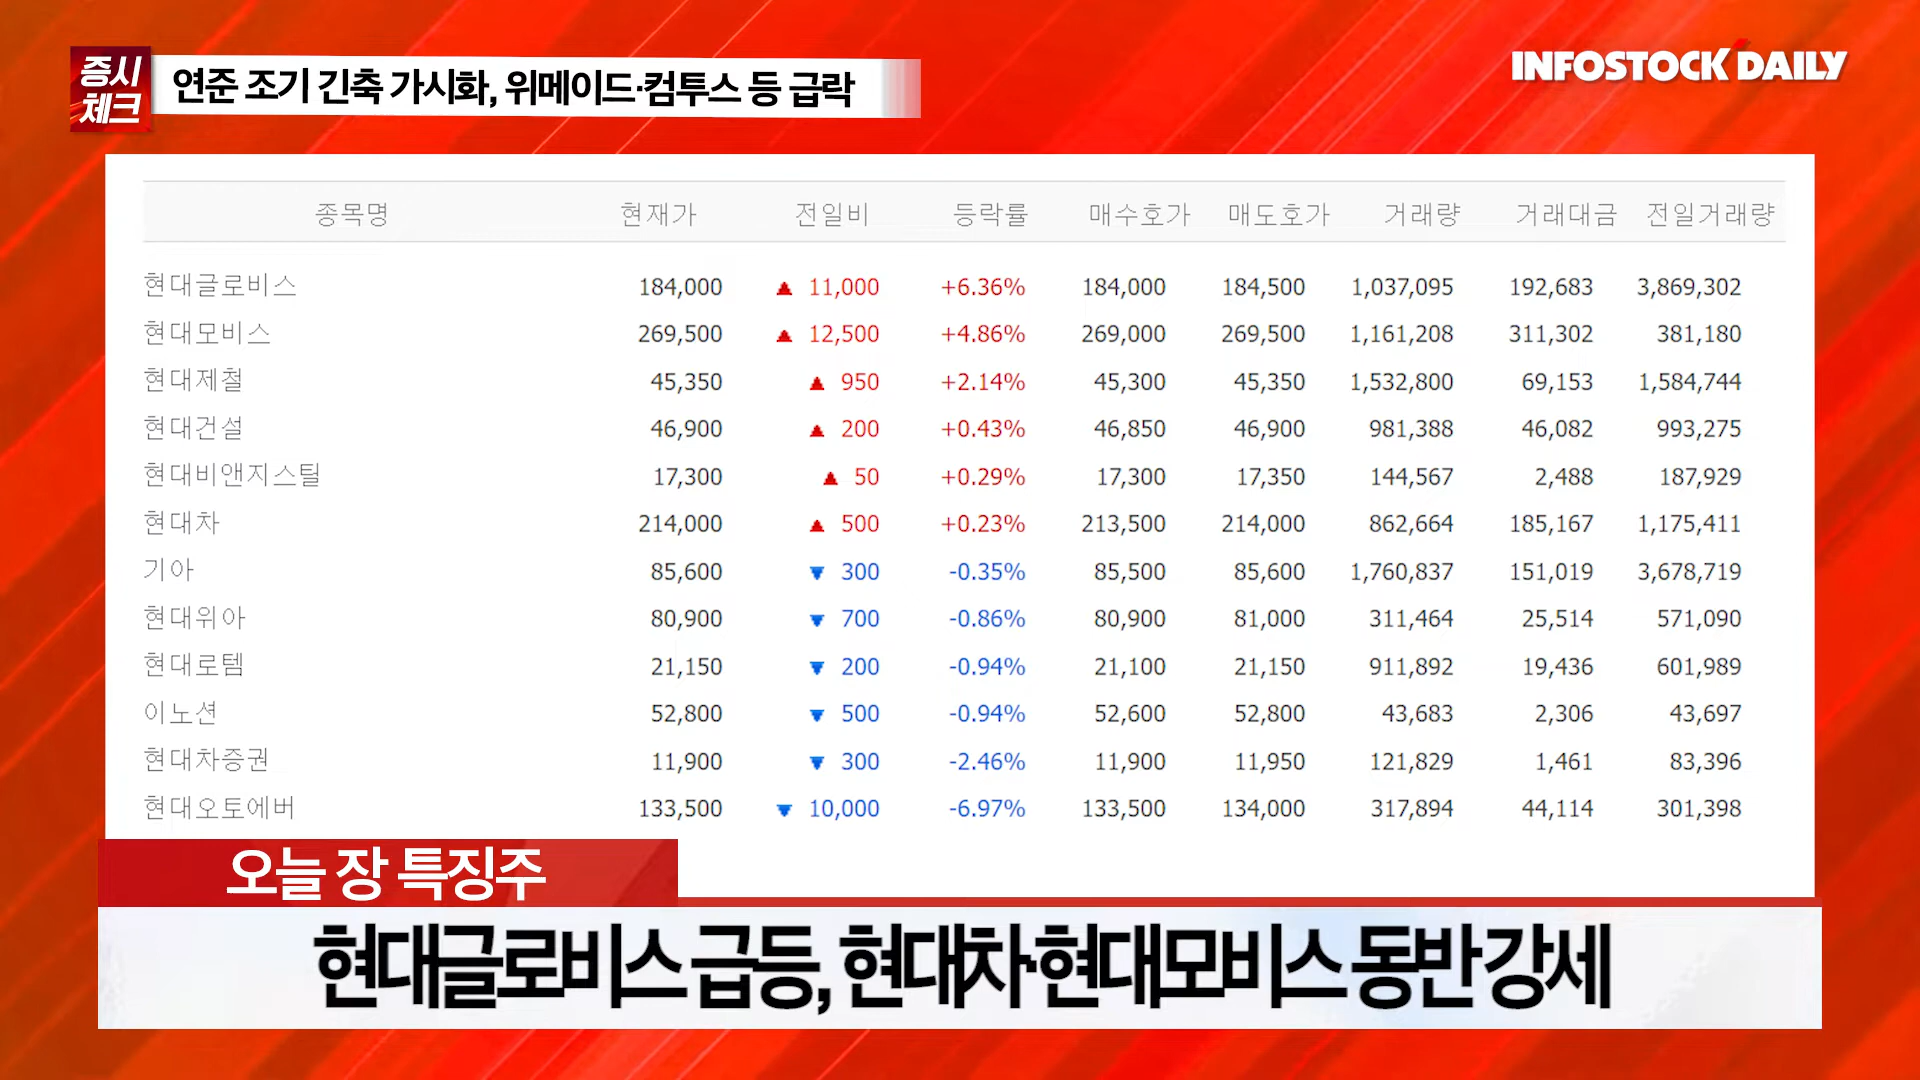 증시
체크
연준 조기 긴축 가시화, 위메이드·컴투스 등 급락
INFOSTOCK DAILY
종목명 현재가 전일비 등락률 매수호가 매도호가 거래량 거래대금 전일거래량
현대글로비스 184,000 ▲ 11,000 +6.36% 184,000 184,500 1,037,095 192,683 3,869,302
현대모비스 269,500 ▲ 12,500 +4.86% 269,000 269,500 1,161,208 311,302 381,180
현대제철 45,350 ▲ 950 +2.14% 45,300 45,350 1,532,800 69,153 1,584,744
현대건설 46,900 ▲ 200 +0.43% 46,850 46,900 981,388 46,082 993,275
현대비앤지스틸 17,300 ▲ 50 +0.29% 17,300 17,350 144,567 2,488 187,929
현대차 214,000 ▲ 500 +0.23% 213,500 214,000 862,664 185,167 1,175,411
기아 85,600 ▼ 300 -0.35% 85,500 85,600 1,760,837 151,019 3,678,719
현대위아 80,900 ▼ 700 -0.86% 80,900 81,000 311,464 25,514 571,090
현대로템 21,150 ▼ 200 -0.94% 21,100 21,150 911,892 19,436 601,989
이노션 52,800 ▼ 500 -0.94% 52,600 52,800 43,683 2,306 43,697
현대차증권 11,900 ▼ 300 -2.46% 11,900 11,950 121,829 1,461 83,396
현대오토에버 133,500 ▼ 10,000 -6.97% 133,500 134,000 317,894 44,114 301,398
오늘 장 특징주
현대글로비스 급등, 현대차·현대모비스 동반 강세